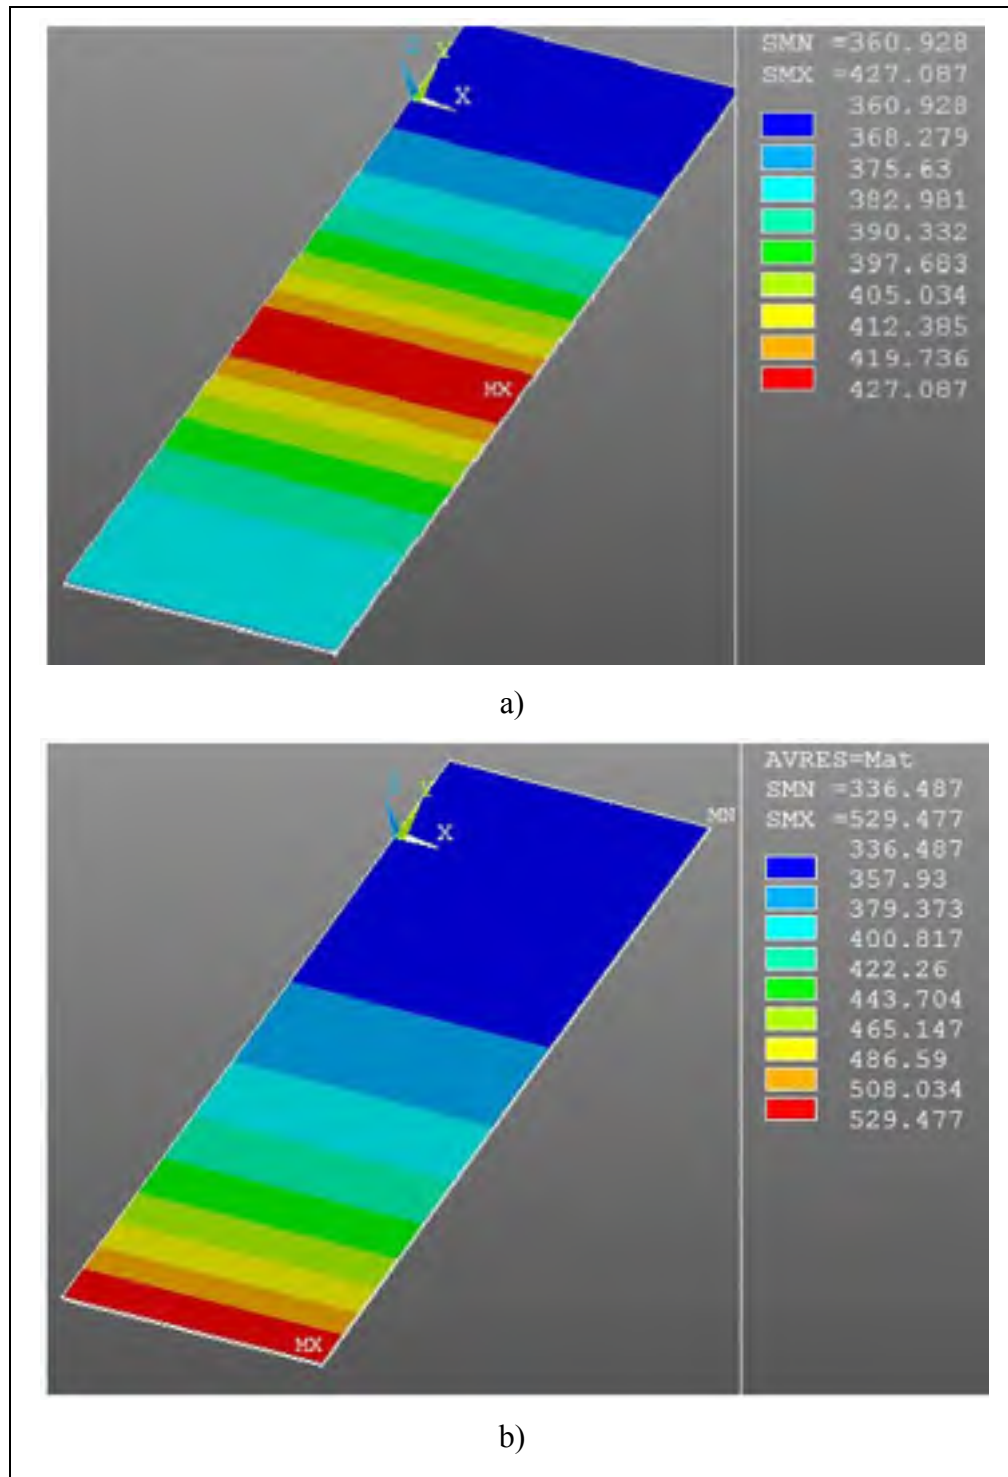 SMN =360.928
SMX =427.087
360.928
368.279
375.63
382.981
390.332
397.683
405.034
412.385
419.736
427.087
Y
X
MX
a)
AVRES=Mat
SMN =336.487
SMX =529.477
336.487
357.93
379.373
400.817
422.26
443.704
465.147
486.59
508.034
529.477
Y
X
MN
MX
b)